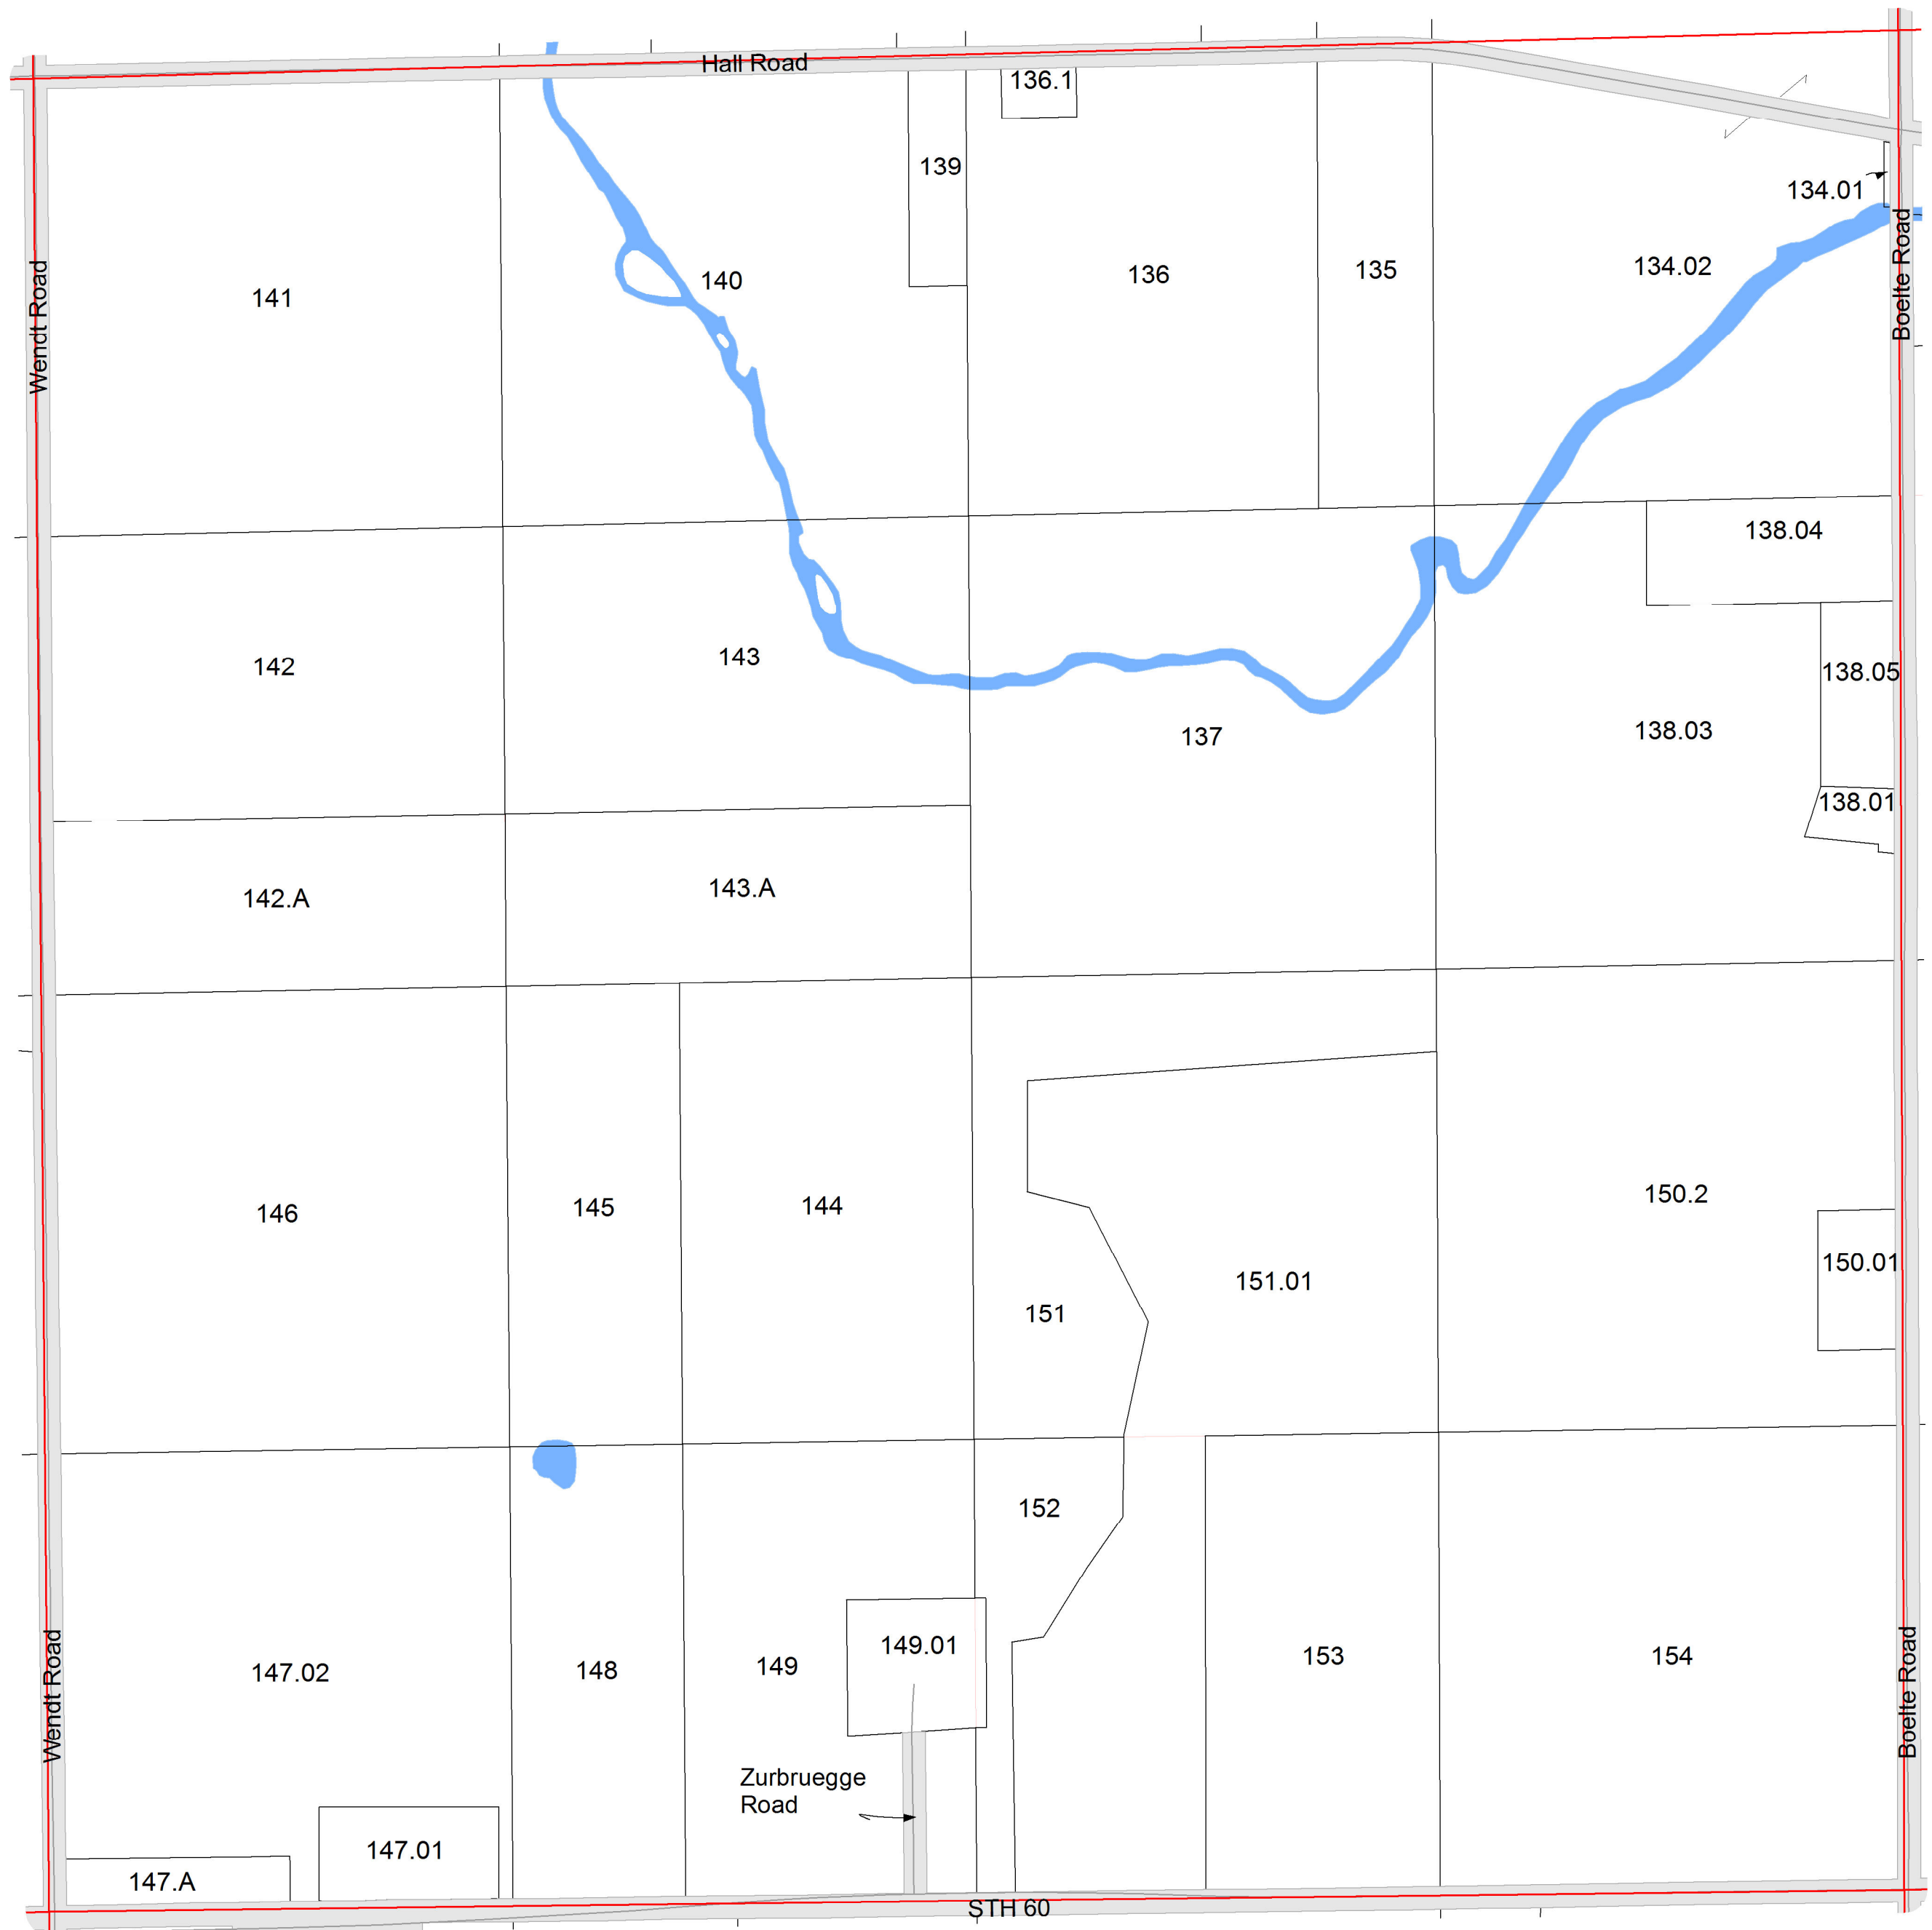 Hall Road
136.1
139
134.01
Wendt Road
141
140
136
135
134.02
Boelte Road
138.04
142
143
137
138.05
138.03
138.01
142.A
143.A
146
145
144
151
151.01
150.2
150.01
152
147.02
148
149
149.01
153
154
Wendt Road
Boelte Road
Zurbruegge
Road
147.01
147.A
STH 60